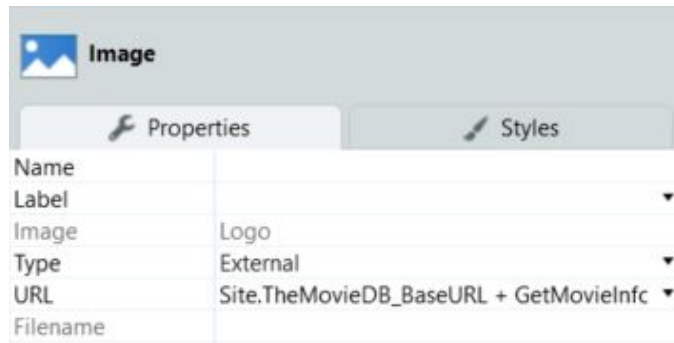 Image
Properties Styles
Name
Label
Image Logo
Type External
URL Site.TheMovieDB_BaseURL + GetMovieInfc
Filename